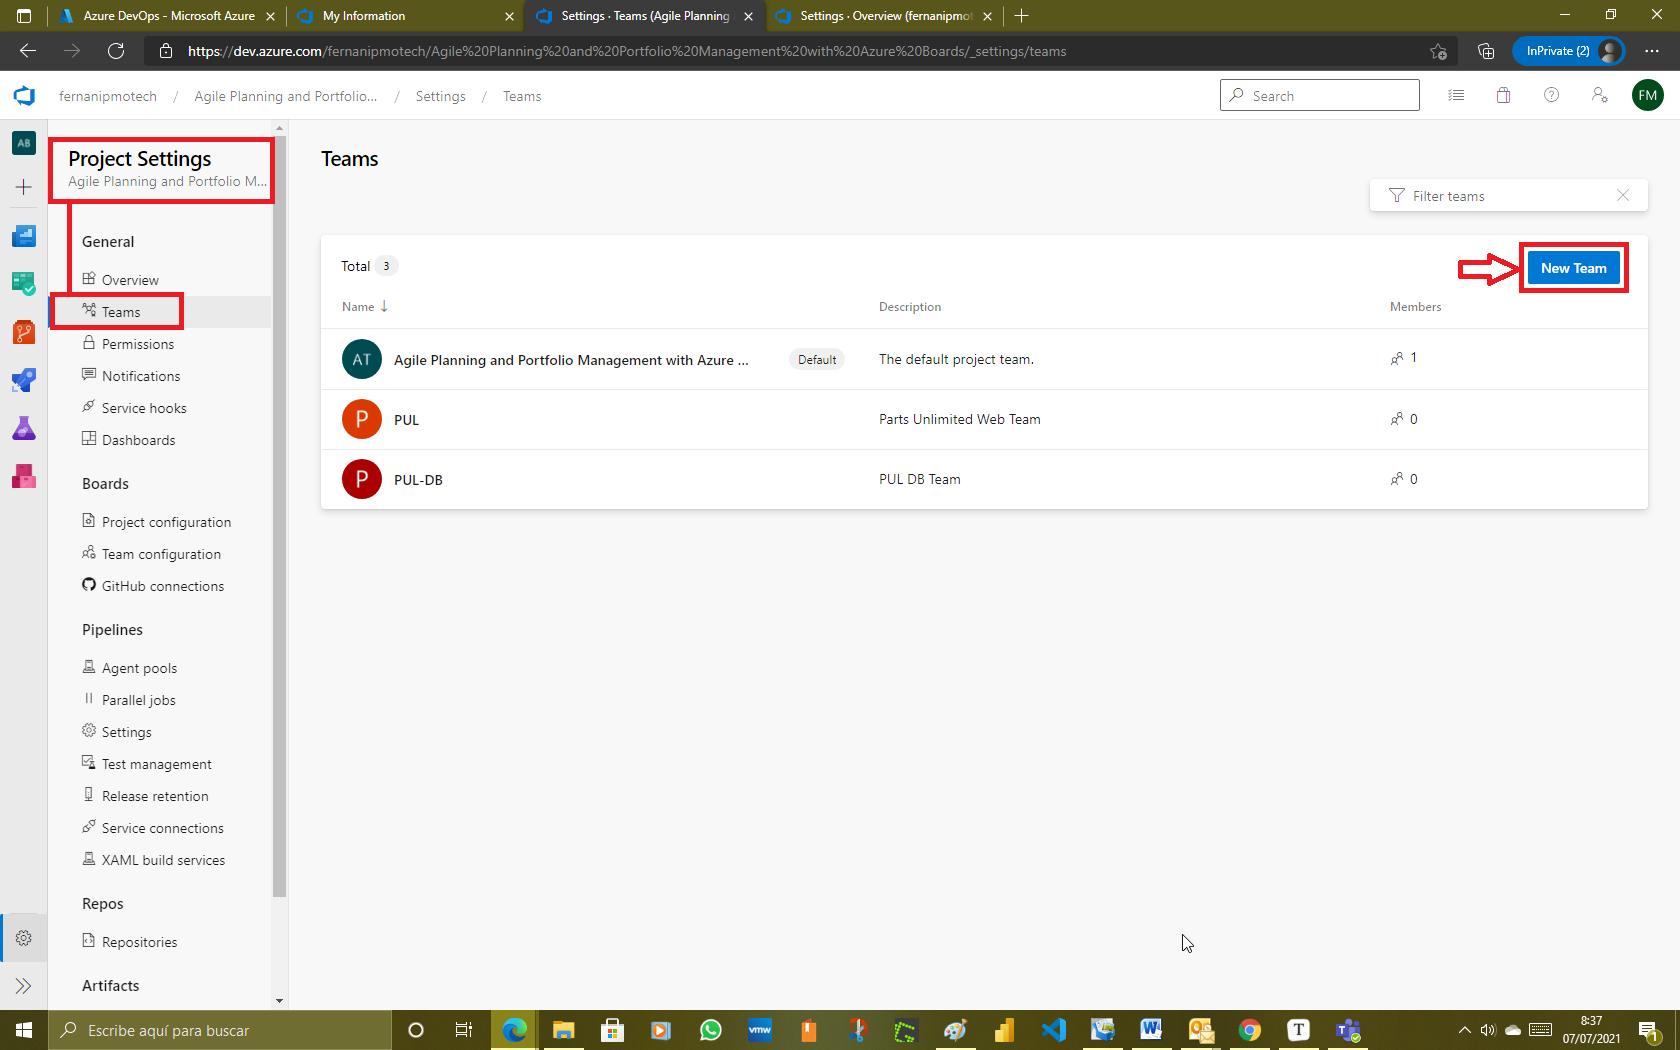 Azure DevOps - Microsoft Azure
My Information
Settings · Teams (Agile Planning
Settings · Overview (fernanipmot
https://dev.azure.com/fernanipmotech/Agile%20Planning%20and%20Portfolio%20Management%20with%20Azure%20Boards/_settings/teams
InPrivate (2)
fernanipmotech / Agile Planning and Portfolio... / Settings / Teams
Search
FM
AB
Project Settings
Agile Planning and Portfolio M...
General
Overview
Teams
Permissions
Notifications
Service hooks
Dashboards
Boards
Project configuration
Team configuration
GitHub connections
Pipelines
Agent pools
Parallel jobs
Settings
Test management
Release retention
Service connections
XAML build services
Repos
Repositories
Artifacts
Teams
Filter teams
Total 3
New Team
Name Description Members
AT Agile Planning and Portfolio Management with Azure ... Default The default project team. 1
P PUL Parts Unlimited Web Team 0
P PUL-DB PUL DB Team 0
Escribe aquí para buscar
vmw
T
8:37
07/07/2021
1